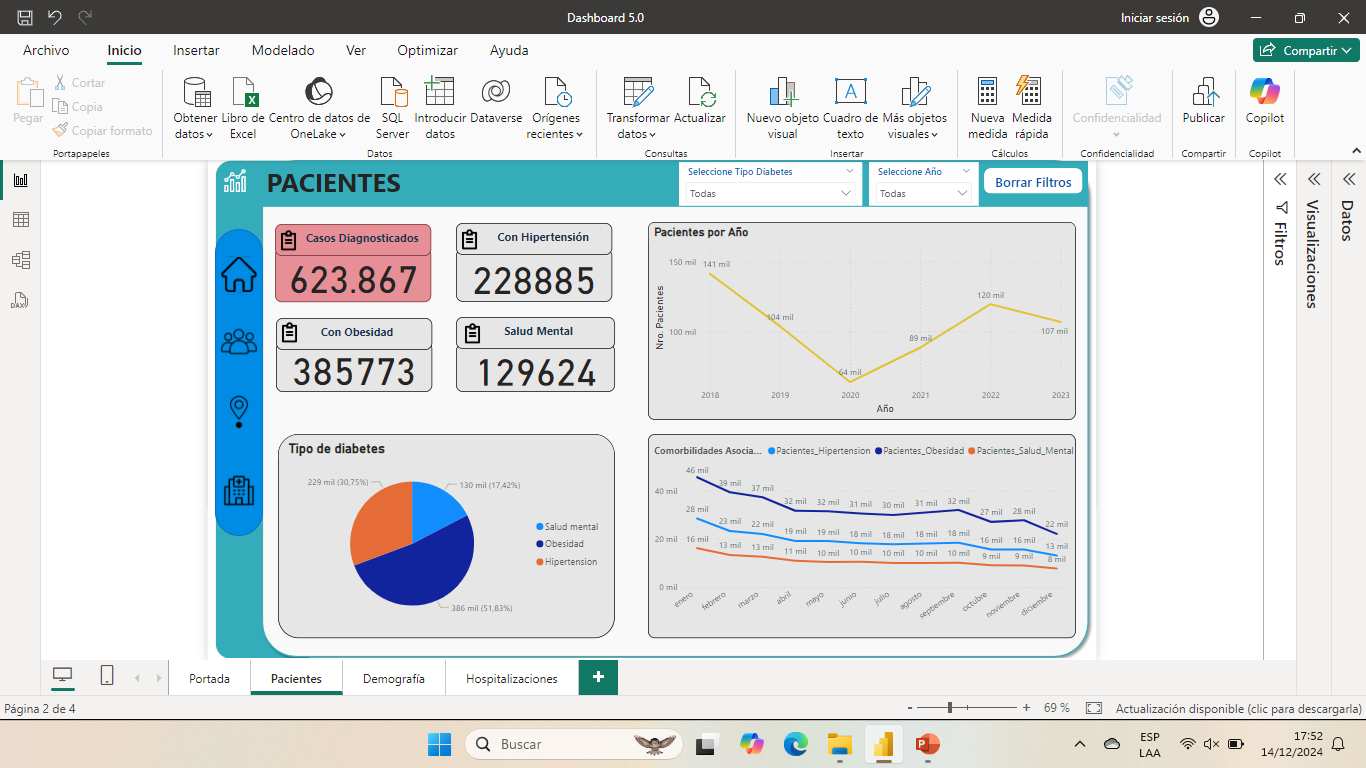 Dashboard 5.0
Iniciar sesión
Archivo Inicio Insertar Modelado Ver Optimizar Ayuda
Compartir
Pegar
Cortar
Copia
Copiar formato
Portapapeles
Obtener datos
Libro de Excel
Centro de datos de OneLake
SQL Server
Introducir datos
Dataverse
Orígenes recientes
Datos
Transformar datos
Actualizar
Consultas
Nuevo objeto visual
Cuadro de texto
Más objetos visuales
Insertar
Nueva medida
Medida rápida
Cálculos
Confidencialidad
Confidencialidad
Publicar
Compartir
Copilot
Copilot
DAX
PACIENTES
Seleccione Tipo Diabetes
Todas
Seleccione Año
Todas
Borrar Filtros
Casos Diagnosticados
623.867
Con Hipertensión
228885
Con Obesidad
385773
Salud Mental
129624
Pacientes por Año
Nro. Pacientes
150 mil
100 mil
141 mil
104 mil
64 mil
89 mil
120 mil
107 mil
2018 2019 2020 2021 2022 2023
Año
Tipo de diabetes
229 mil (30,75%)
130 mil (17,42%)
386 mil (51,83%)
Salud mental
Obesidad
Hipertension
Comorbilidades Asocia...
Pacientes_Hipertension Pacientes_Obesidad Pacientes_Salud_Mental
40 mil
20 mil
0 mil
46 mil 39 mil 37 mil 32 mil 32 mil 31 mil 30 mil 31 mil 32 mil 27 mil 28 mil 22 mil
28 mil 23 mil 22 mil 19 mil 19 mil 18 mil 18 mil 18 mil 18 mil 16 mil 16 mil 13 mil
16 mil 13 mil 13 mil 11 mil 10 mil 10 mil 10 mil 10 mil 10 mil 9 mil 9 mil 8 mil
enero febrero marzo abril mayo junio julio agosto septiembre octubre noviembre diciembre
Filtros
Visualizaciones
Datos
Portada Pacientes Demografía Hospitalizaciones +
Página 2 de 4
- + 69 %
Actualización disponible (clic para descargarla)
Buscar
ESP
LAA
17:52
14/12/2024